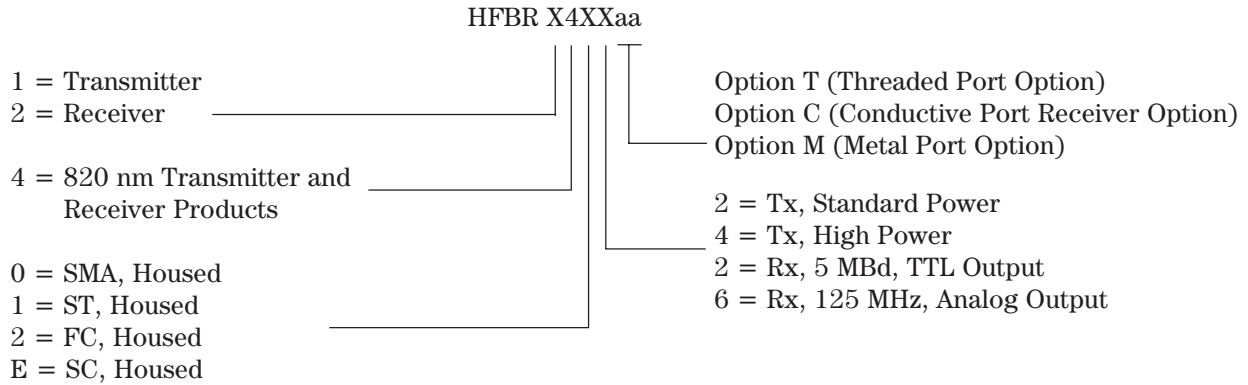 HFBR X4XXaa
1 = Transmitter
2 = Receiver
4 = 820 nm Transmitter and
Receiver Products
0 = SMA, Housed
1 = ST, Housed
2 = FC, Housed
E = SC, Housed
Option T (Threaded Port Option)
Option C (Conductive Port Receiver Option)
Option M (Metal Port Option)
2 = Tx, Standard Power
4 = Tx, High Power
2 = Rx, 5 MBd, TTL Output
6 = Rx, 125 MHz, Analog Output